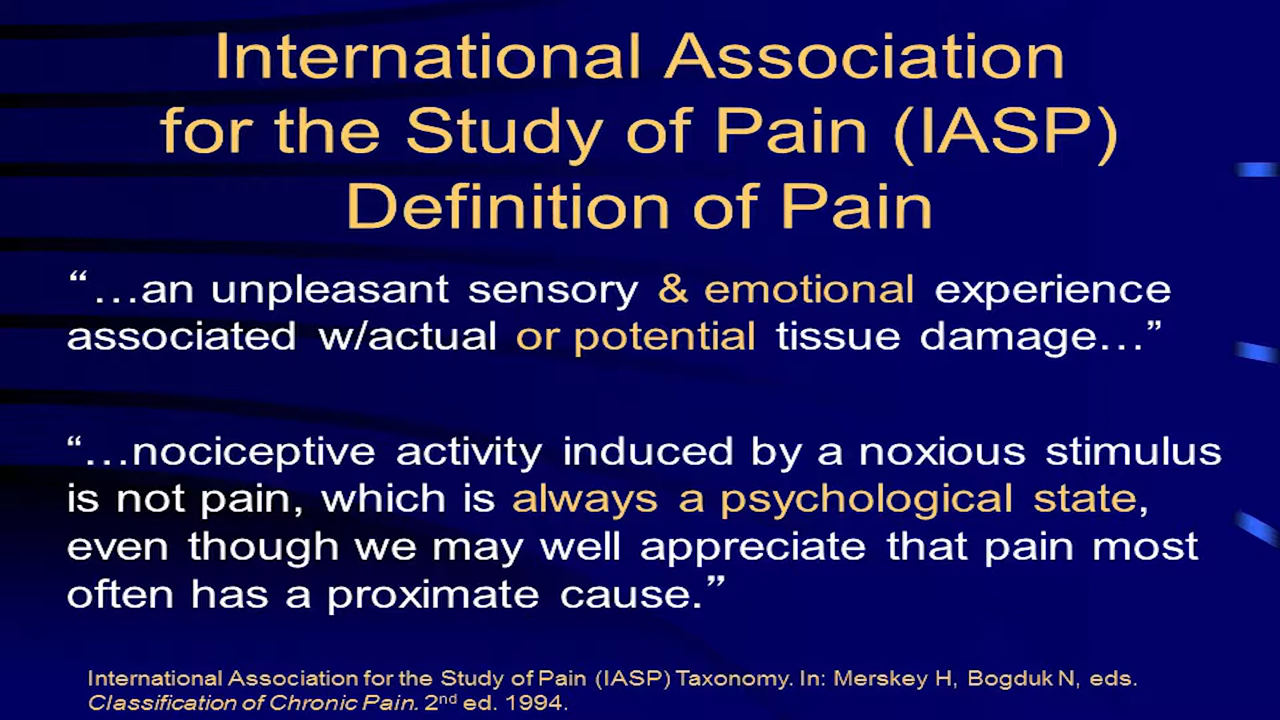 International Association
for the Study of Pain (IASP)
Definition of Pain
“…an unpleasant sensory & emotional experience
associated w/actual or potential tissue damage…”
“…nociceptive activity induced by a noxious stimulus
is not pain, which is always a psychological state,
even though we may well appreciate that pain most
often has a proximate cause.”
International Association for the Study of Pain (IASP) Taxonomy. In: Merskey H, Bogduk N, eds.
Classification of Chronic Pain. 2nd ed. 1994.